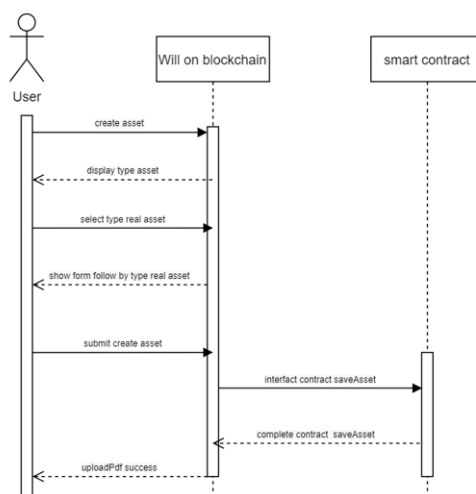 Will on blockchain
smart contract
User
create asset
display type asset
select type real asset
show form follow by type real asset
submit create asset
interfact contract saveAsset
complete contract saveAsset
uploadPdf success